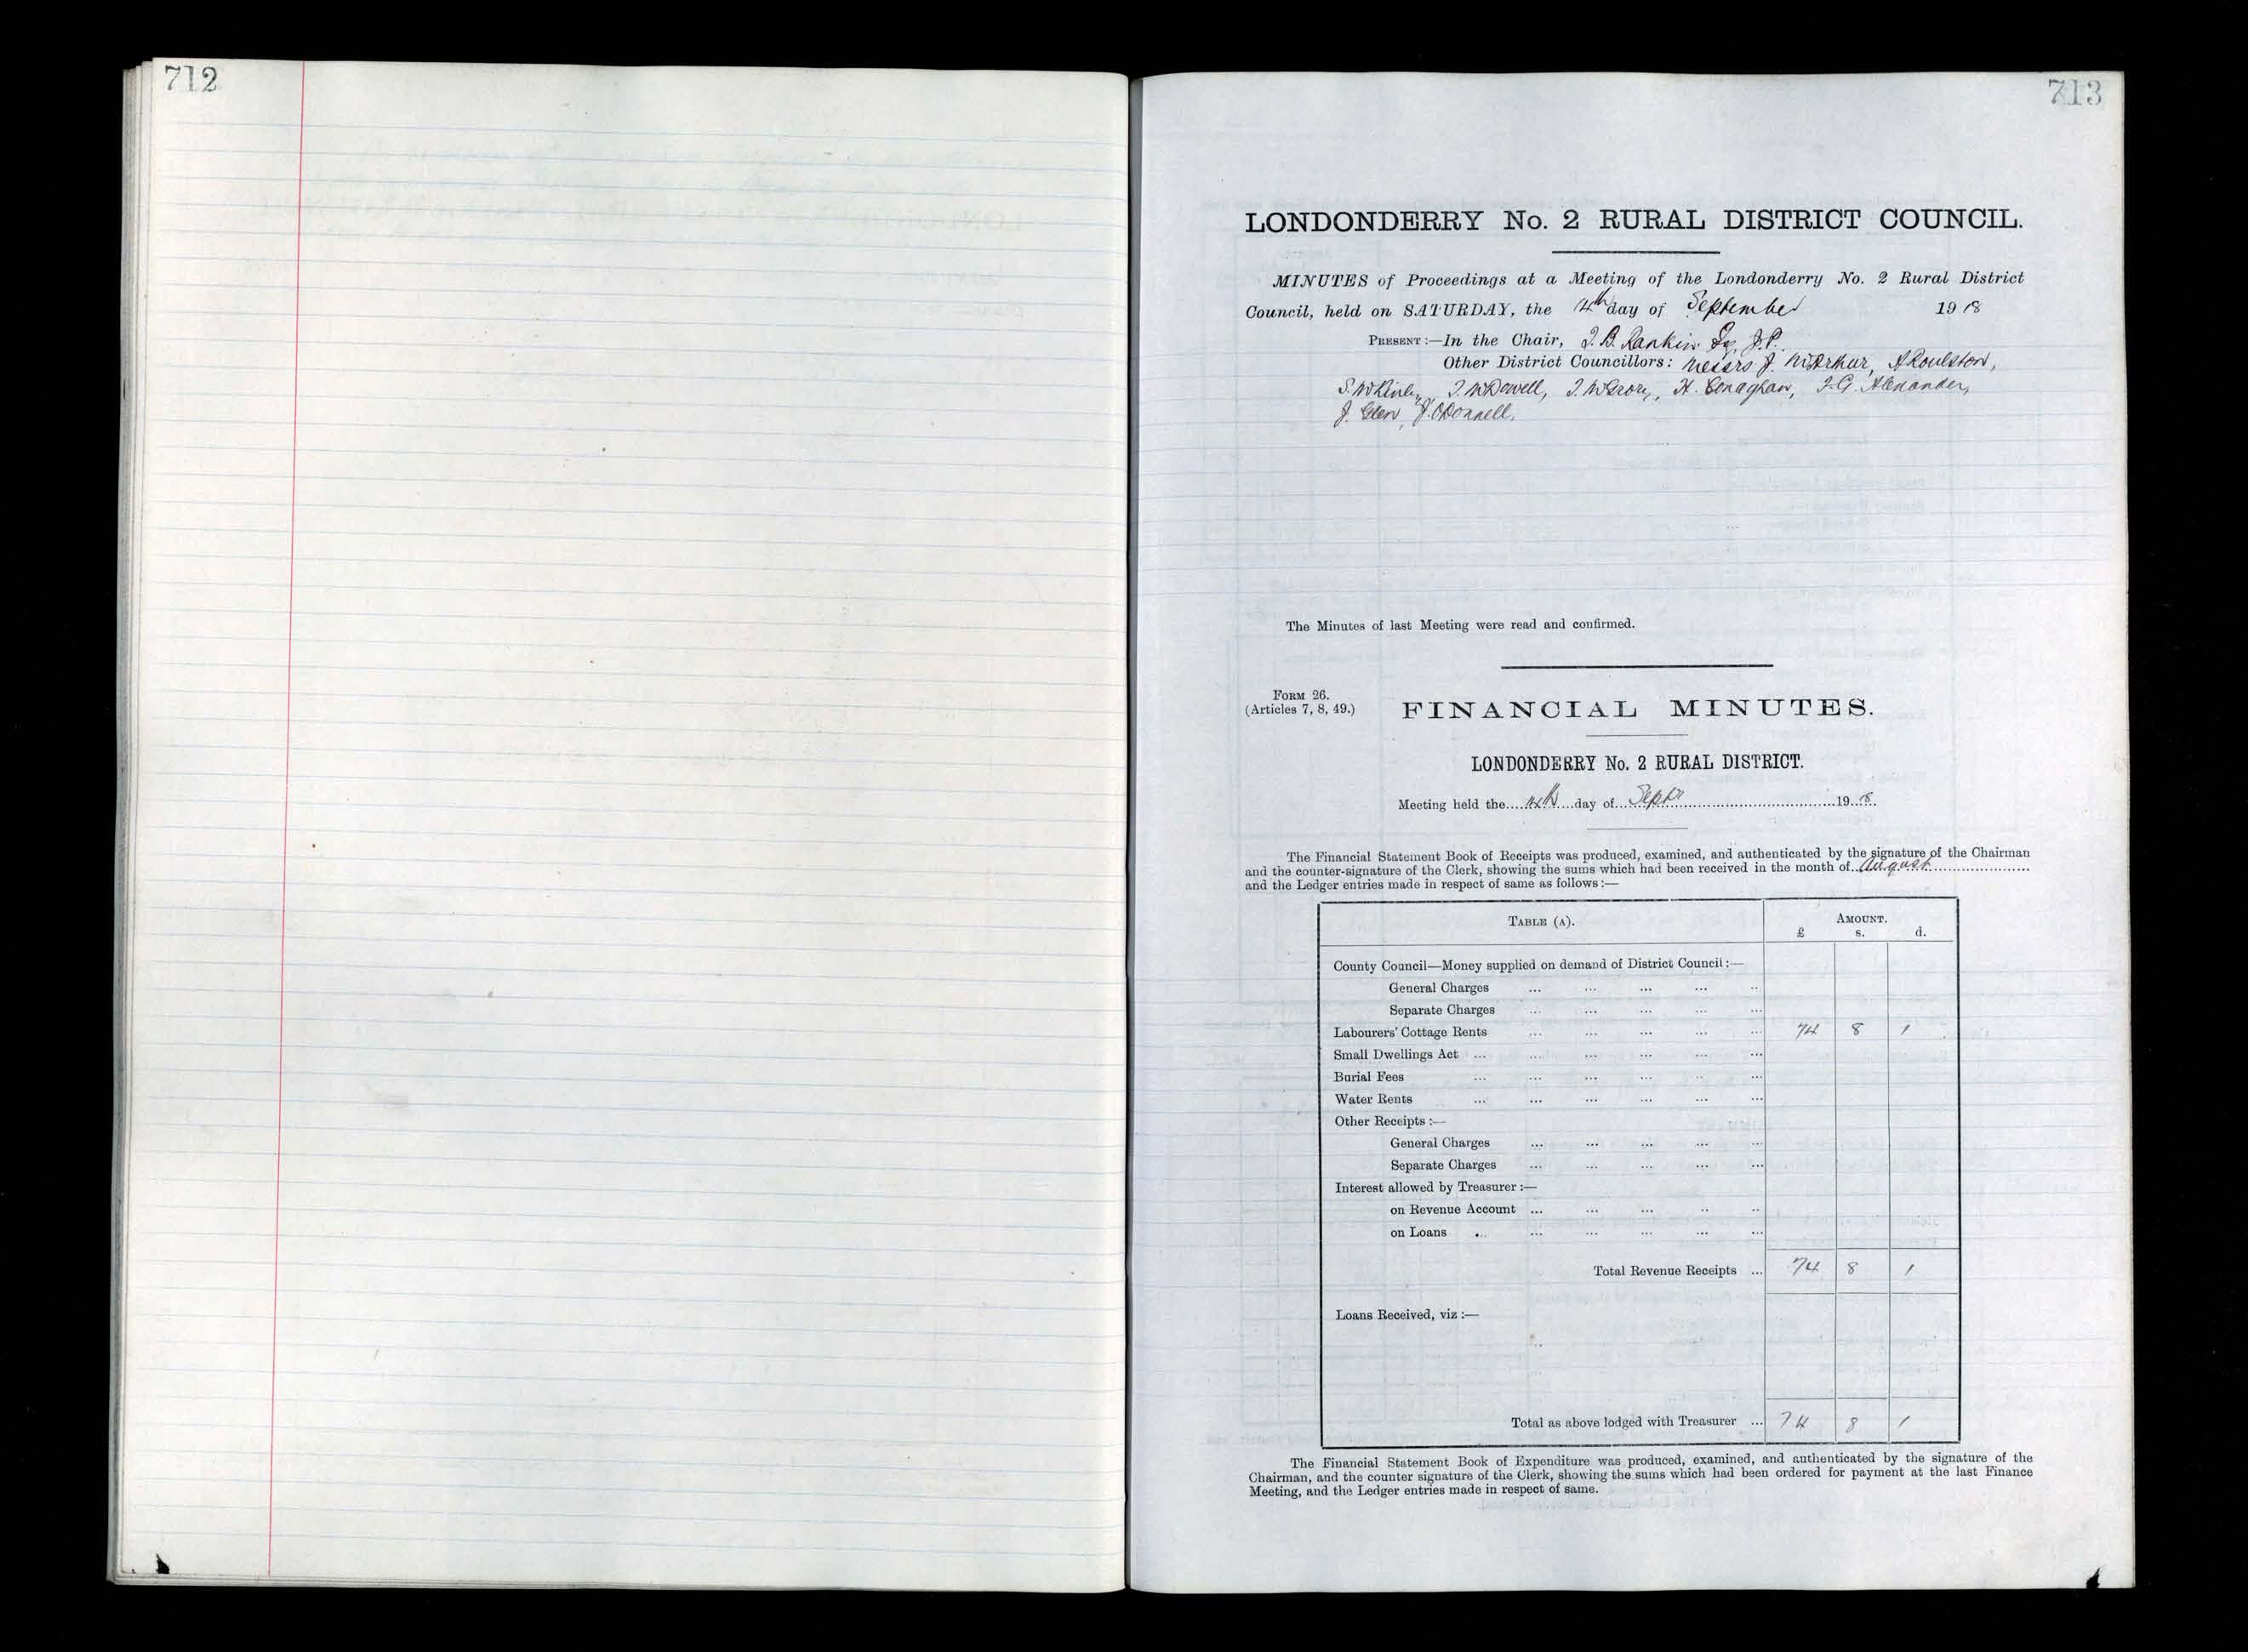 712
713
LONDONDERRY No. 2 RURAL DISTRICT COUNCIL.
MINUTES of Proceedings at a Meeting of the Londonderry No. 2 Rural District
Council, held on SATURDAY, the 14th day of September 1918
PRESENT:—In the Chair, J. B. Rankin Esq. J.P.
Other District Councillors: Messrs J. McArthur, A Roulston,
S. McKinley, J. McDowell, J. McCrory, H. Conaghan, J. G. Alexander,
J. Glen, J. O'Donnell.
The Minutes of last Meeting were read and confirmed.
FORM 26.
(Articles 7, 8, 49.)
FINANCIAL MINUTES.
LONDONDERRY No. 2 RURAL DISTRICT.
Meeting held the....14th...day of...Septr........1918.
The Financial Statement Book of Receipts was produced, examined, and authenticated by the signature of the Chairman
and the counter-signature of the Clerk, showing the sums which had been received in the month of..August........
and the Ledger entries made in respect of same as follows:—
TABLE (A). AMOUNT.
£ s. d.
County Council—Money supplied on demand of District Council:—
General Charges ... ... ... ... ..
Separate Charges ... ... ... ... ...
Labourers' Cottage Rents ... ... ... ... ... 74 8 1
Small Dwellings Act ... ... ... ... ... ...
Burial Fees ... ... ... ... .. ...
Water Rents ... ... ... ... ... ...
Other Receipts:—
General Charges ... ... ... ... ...
Separate Charges ... ... ... ... ...
Interest allowed by Treasurer:—
on Revenue Account ... ... ... .. ..
on Loans ... ... ... ... ... ...
Total Revenue Receipts ... 74 8 1
Loans Received, viz:—
Total as above lodged with Treasurer ... 74 8 1
The Financial Statement Book of Expenditure was produced, examined, and authenticated by the signature of the
Chairman, and the counter signature of the Clerk, showing the sums which had been ordered for payment at the last Finance
Meeting, and the Ledger entries made in respect of same.